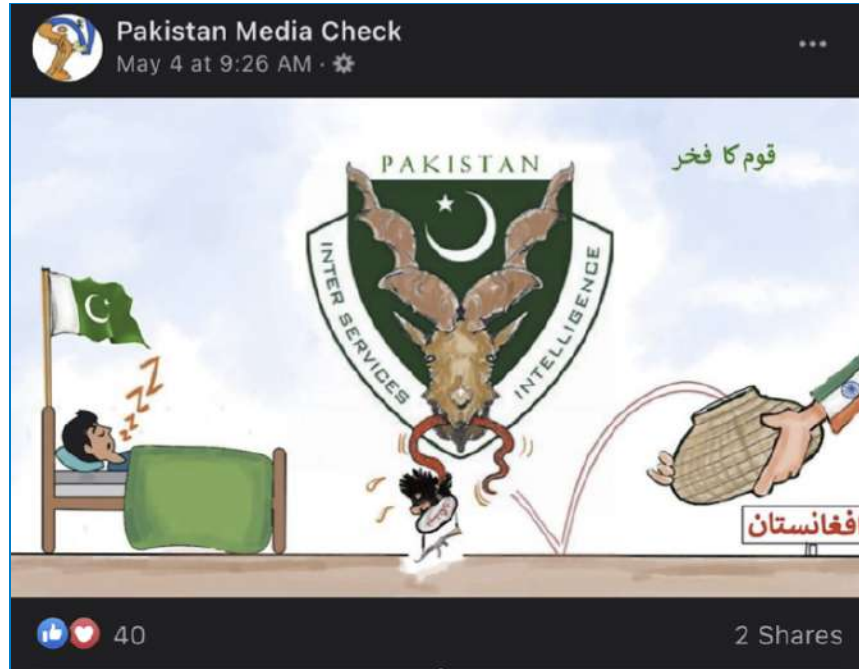 Pakistan Media Check
May 4 at 9:26 AM ·
قوم کا فخر
PAKISTAN
INTER SERVICES
INTELLIGENCE
zzzzz
افغانستان
40
2 Shares